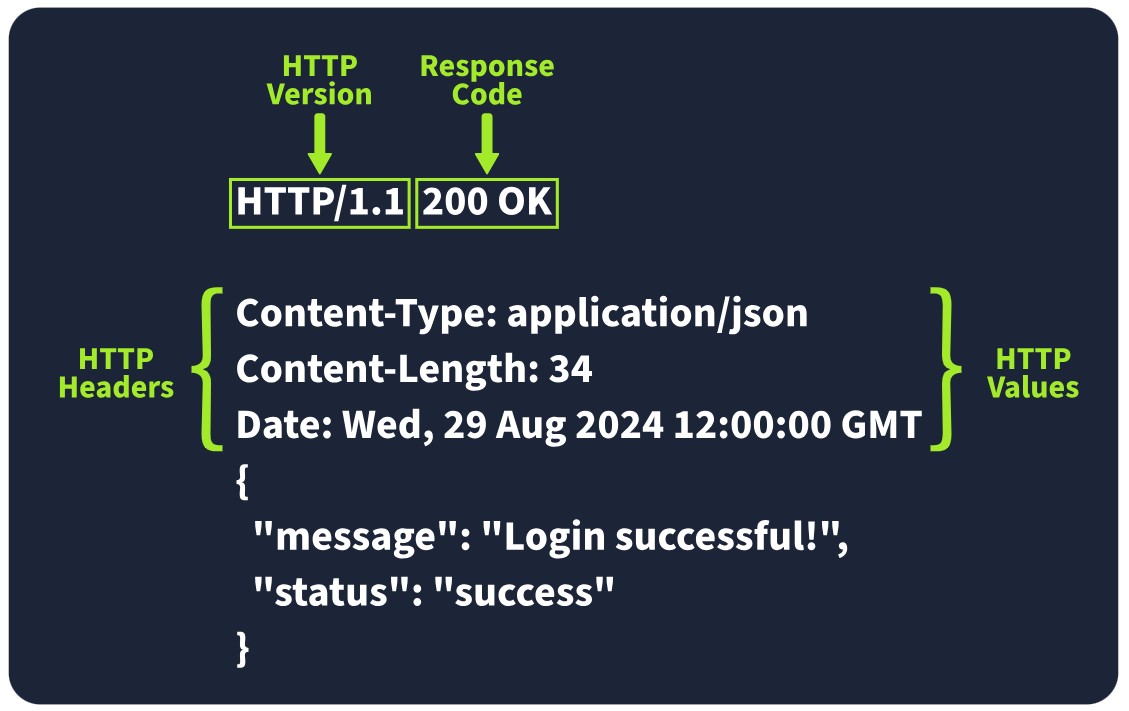 HTTP
Version
Response
Code
HTTP/1.1 200 OK
HTTP
Headers
Content-Type: application/json
Content-Length: 34
Date: Wed, 29 Aug 2024 12:00:00 GMT
HTTP
Values
{
"message": "Login successful!",
"status": "success"
}